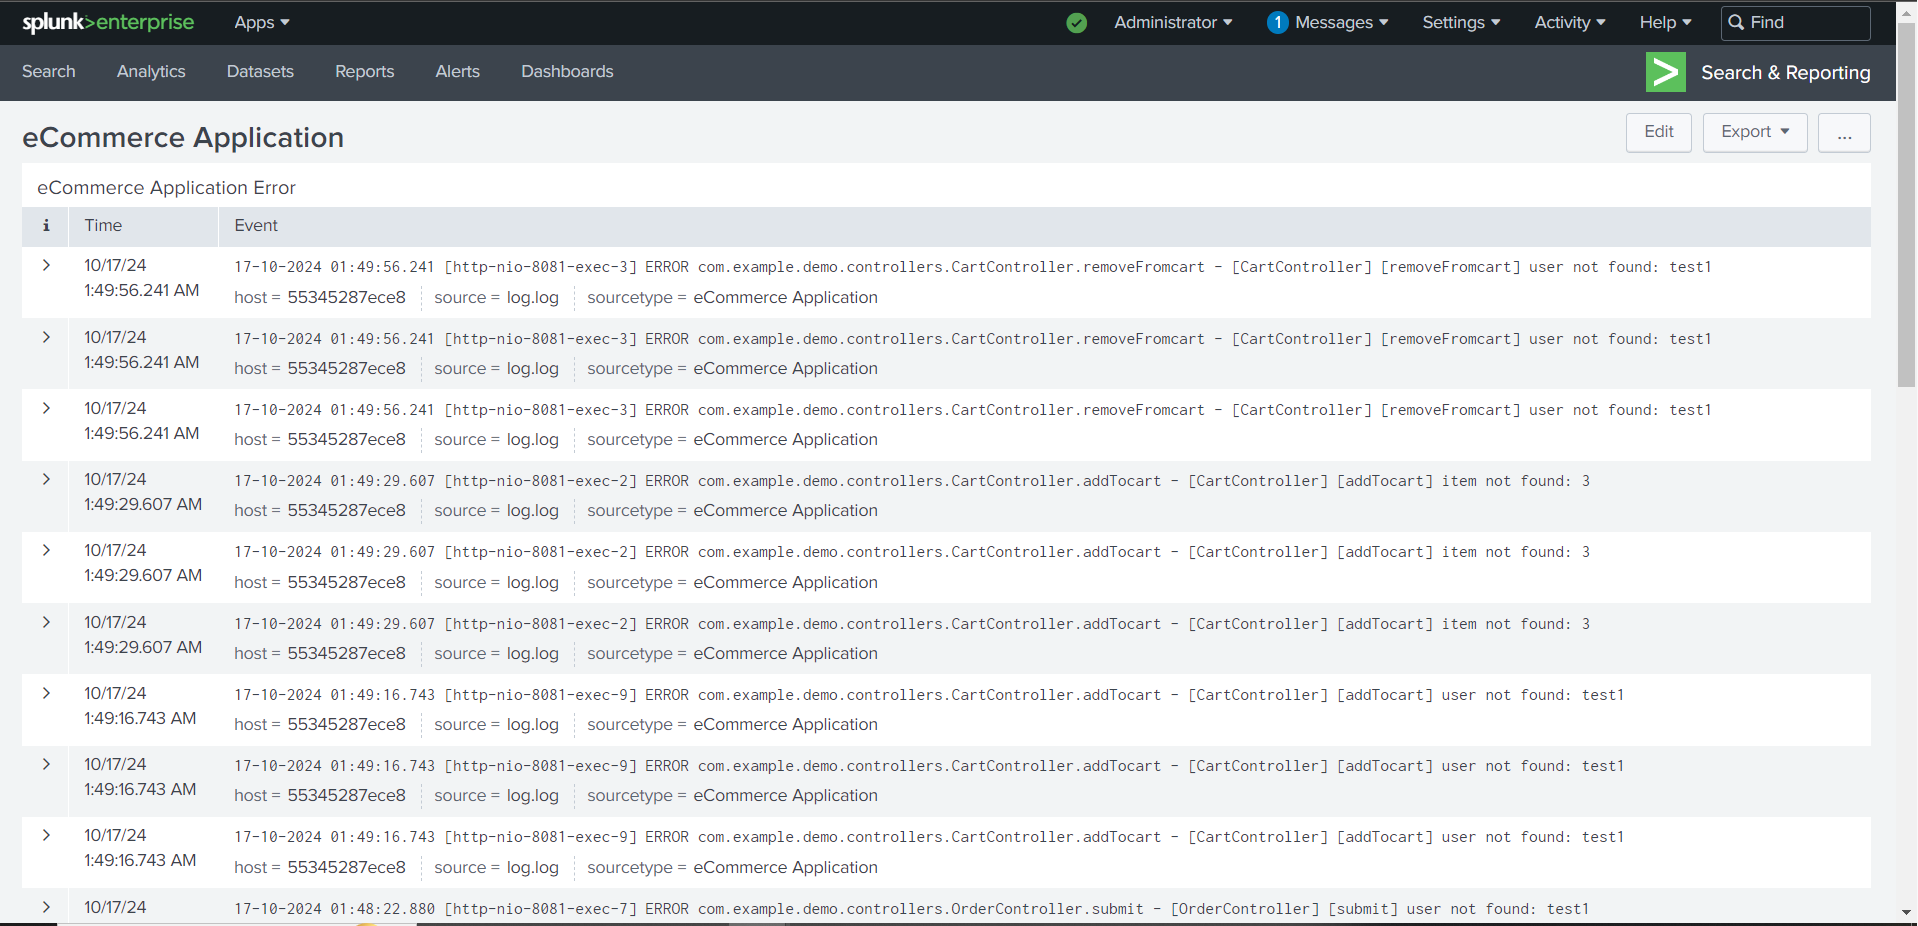 splunk>enterprise Apps Administrator 1 Messages Settings Activity Help Find
Search Analytics Datasets Reports Alerts Dashboards Search & Reporting
eCommerce Application Edit Export ...
eCommerce Application Error
i Time Event
10/17/24 17-10-2024 01:49:56.241 [http-nio-8081-exec-3] ERROR com.example.demo.controllers.CartController.removeFromcart - [CartController] [removeFromcart] user not found: test1
1:49:56.241 AM host = 55345287ece8 source = log.log sourcetype = eCommerce Application
10/17/24 17-10-2024 01:49:56.241 [http-nio-8081-exec-3] ERROR com.example.demo.controllers.CartController.removeFromcart - [CartController] [removeFromcart] user not found: test1
1:49:56.241 AM host = 55345287ece8 source = log.log sourcetype = eCommerce Application
10/17/24 17-10-2024 01:49:56.241 [http-nio-8081-exec-3] ERROR com.example.demo.controllers.CartController.removeFromcart - [CartController] [removeFromcart] user not found: test1
1:49:56.241 AM host = 55345287ece8 source = log.log sourcetype = eCommerce Application
10/17/24 17-10-2024 01:49:29.607 [http-nio-8081-exec-2] ERROR com.example.demo.controllers.CartController.addTocart - [CartController] [addTocart] item not found: 3
1:49:29.607 AM host = 55345287ece8 source = log.log sourcetype = eCommerce Application
10/17/24 17-10-2024 01:49:29.607 [http-nio-8081-exec-2] ERROR com.example.demo.controllers.CartController.addTocart - [CartController] [addTocart] item not found: 3
1:49:29.607 AM host = 55345287ece8 source = log.log sourcetype = eCommerce Application
10/17/24 17-10-2024 01:49:29.607 [http-nio-8081-exec-2] ERROR com.example.demo.controllers.CartController.addTocart - [CartController] [addTocart] item not found: 3
1:49:29.607 AM host = 55345287ece8 source = log.log sourcetype = eCommerce Application
10/17/24 17-10-2024 01:49:16.743 [http-nio-8081-exec-9] ERROR com.example.demo.controllers.CartController.addTocart - [CartController] [addTocart] user not found: test1
1:49:16.743 AM host = 55345287ece8 source = log.log sourcetype = eCommerce Application
10/17/24 17-10-2024 01:49:16.743 [http-nio-8081-exec-9] ERROR com.example.demo.controllers.CartController.addTocart - [CartController] [addTocart] user not found: test1
1:49:16.743 AM host = 55345287ece8 source = log.log sourcetype = eCommerce Application
10/17/24 17-10-2024 01:49:16.743 [http-nio-8081-exec-9] ERROR com.example.demo.controllers.CartController.addTocart - [CartController] [addTocart] user not found: test1
1:49:16.743 AM host = 55345287ece8 source = log.log sourcetype = eCommerce Application
10/17/24 17-10-2024 01:48:22.880 [http-nio-8081-exec-7] ERROR com.example.demo.controllers.OrderController.submit - [OrderController] [submit] user not found: test1